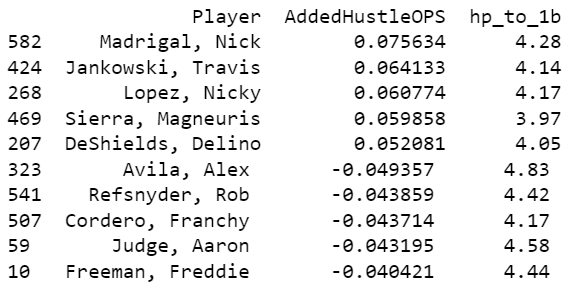 Player AddedHustleOPS hp_to_1b
582 Madrigal, Nick 0.075634 4.28
424 Jankowski, Travis 0.064133 4.14
268 Lopez, Nicky 0.060774 4.17
469 Sierra, Magneuris 0.059858 3.97
207 DeShields, Delino 0.052081 4.05
323 Avila, Alex -0.049357 4.83
541 Refsnyder, Rob -0.043859 4.42
507 Cordero, Franchy -0.043714 4.17
59 Judge, Aaron -0.043195 4.58
10 Freeman, Freddie -0.040421 4.44